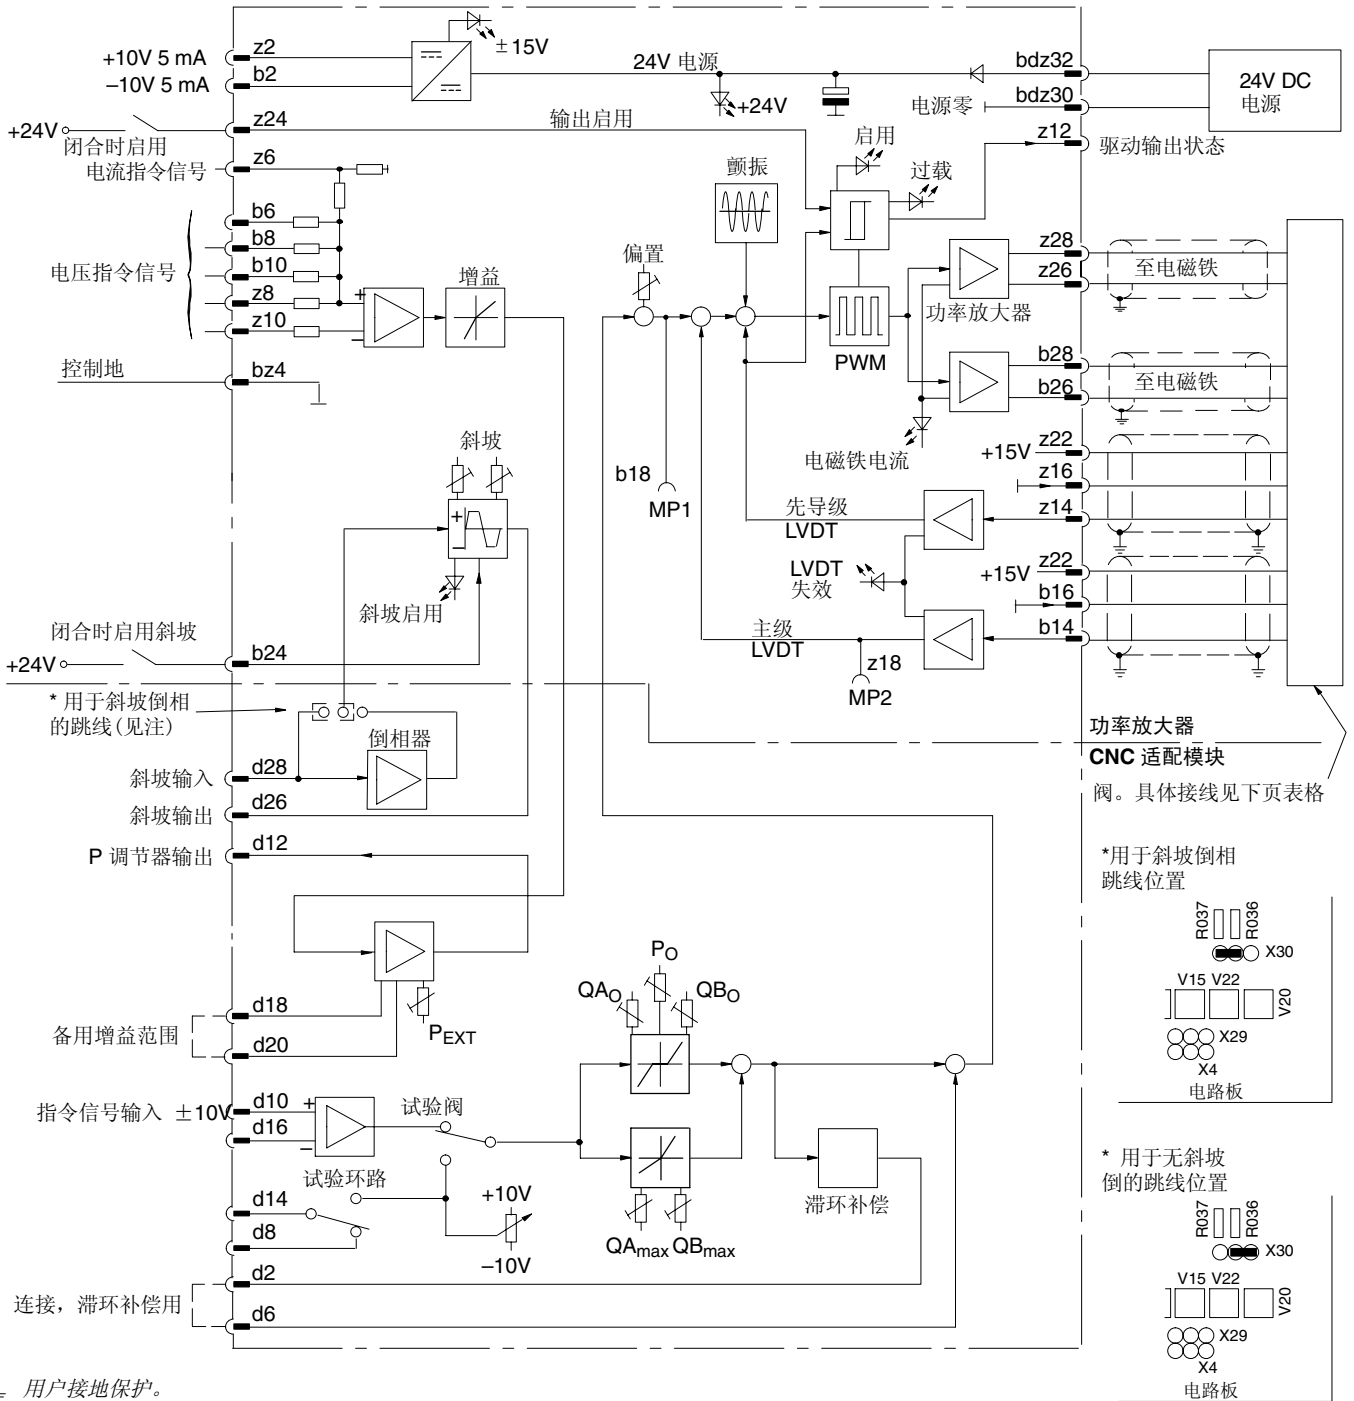 +10V 5 mA
z2
±15V
–10V 5 mA
b2
24V 电源
+24V
bdz32
电源零
bdz30
24V DC
电源
+24V
闭合时启用
z24
输出启用
z12
驱动输出状态
电流指令信号
z6
启用
过载
颤振
电压指令信号
b6
b8
b10
z8
z10
+
–
增益
偏置
PWM
功率放大器
z28
z26
至电磁铁
b28
b26
至电磁铁
控制地
bz4
电磁铁电流
斜坡
+
–
斜坡启用
b18
MP1
先导级
LVDT
+15V
z22
z16
z14
LVDT
失效
+15V
z22
b16
b14
主级
LVDT
z18
MP2
闭合时启用斜坡
+24V
b24
* 用于斜坡倒相
的跳线(见注)
倒相器
功率放大器
CNC 适配模块
阀。具体接线见下页表格
斜坡输入
d28
斜坡输出
d26
P 调节器输出
d12
*用于斜坡倒相
跳线位置
R037
R036
X30
V15 V22
V20
X29
X4
电路板
备用增益范围
d18
d20
PEXT
PO
QAO
QBO
指令信号输入 ±10V
d10
d16
+
–
试验阀
试验环路
d14
d8
+10V
–10V
QAmax QBmax
滞环补偿
连接，滞环补偿用
d2
d6
* 用于无斜坡
倒的跳线位置
R037
R036
X30
V15 V22
V20
X29
X4
电路板
用户接地保护。